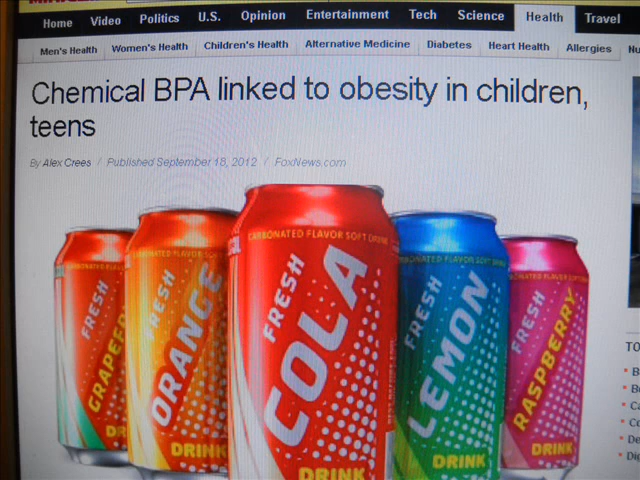 Home Video Politics U.S. Opinion Entertainment Tech Science Health Travel
Men's Health Women's Health Children's Health Alternative Medicine Diabetes Heart Health Allergies
Chemical BPA linked to obesity in children,
teens
By Alex Crees / Published September 18, 2012 / FoxNews.com
FRESH
ORANGE
DRINK
CARBONATED FLAVOR SOFT DRINK
FRESH
COLA
DRINK
FRESH
LEMON
DRINK
FRESH
RASPBERRY
DRINK
FRESH
TO